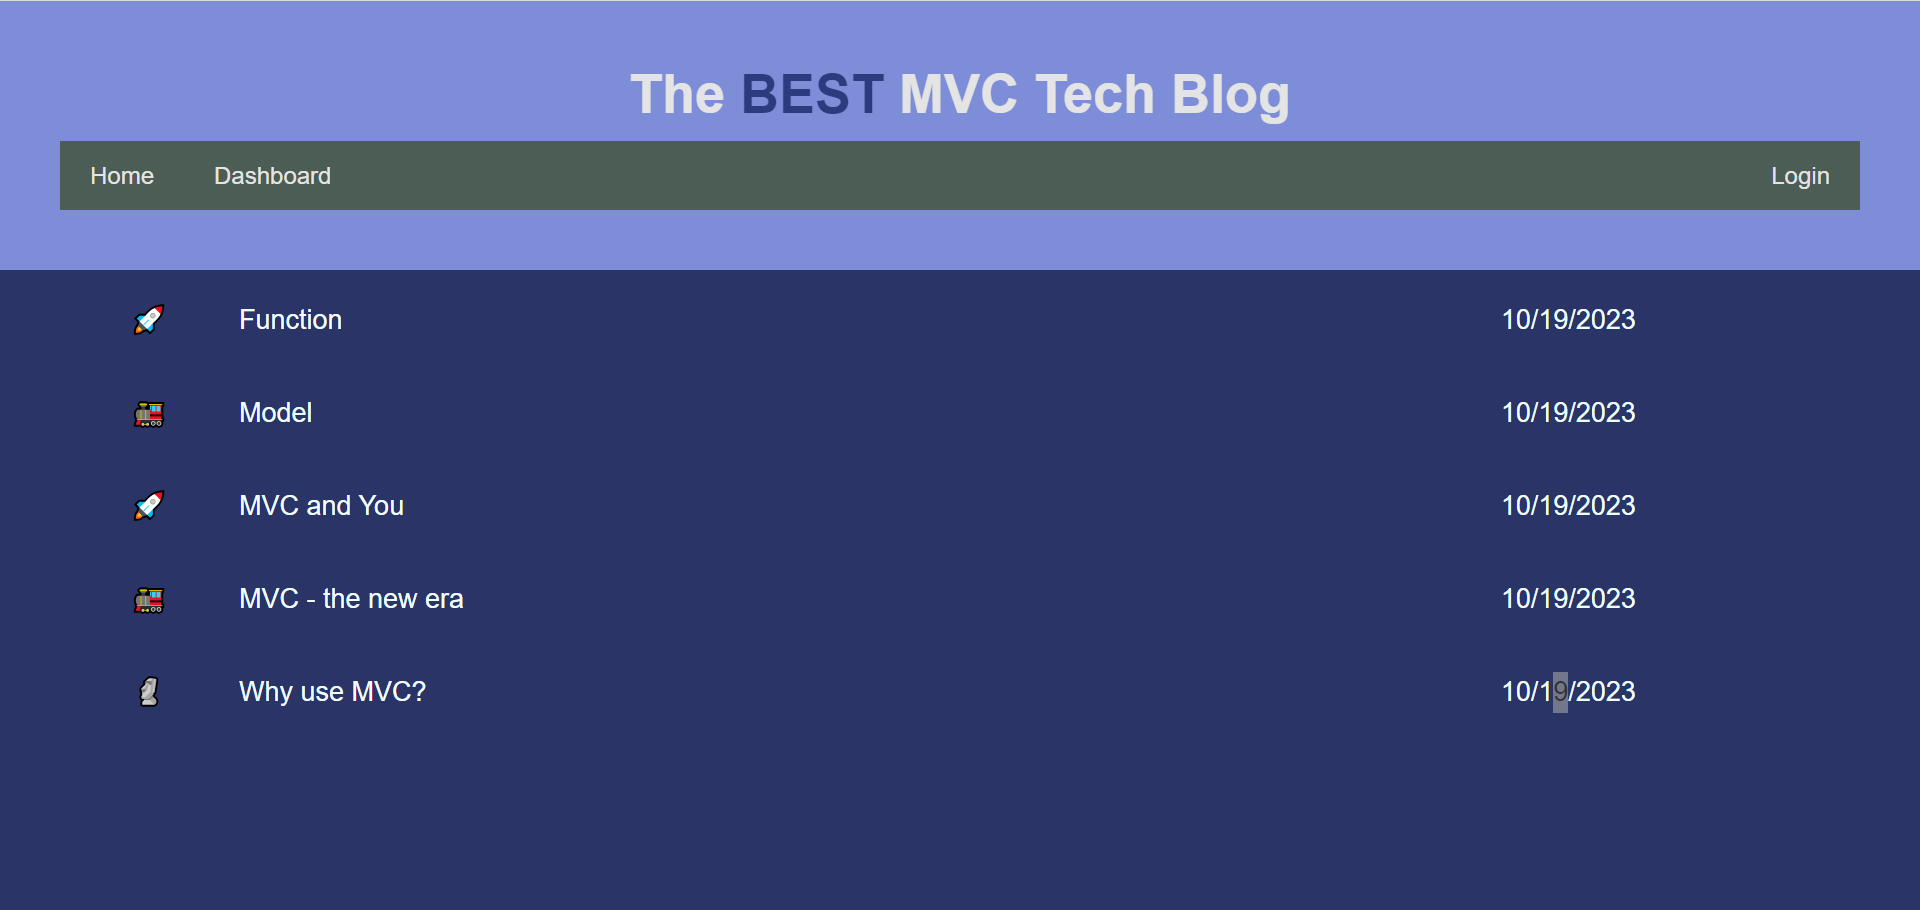 The BEST MVC Tech Blog
Home Dashboard Login
Function 10/19/2023
Model 10/19/2023
MVC and You 10/19/2023
MVC - the new era 10/19/2023
Why use MVC? 10/19/2023